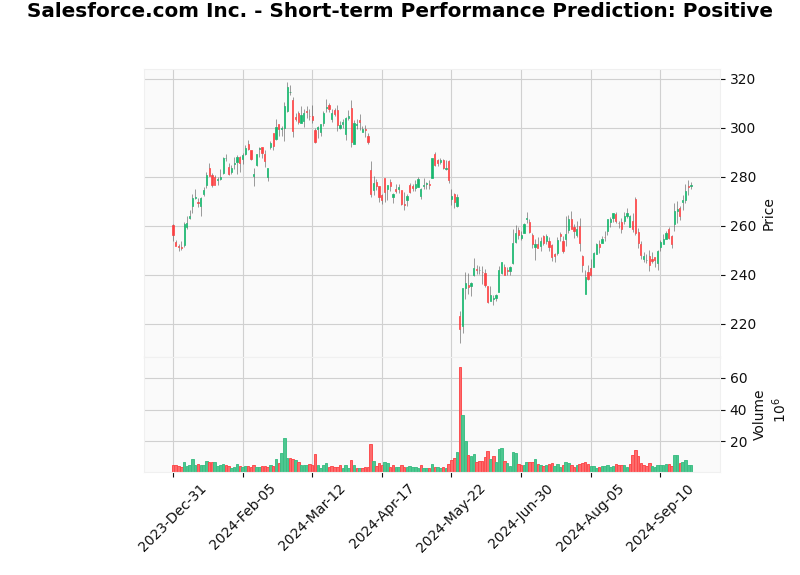 Salesforce.com Inc. - Short-term Performance Prediction: Positive
320
300
280
260
240
220
Price
60
40
20
Volume
10^6
2023-Dec-31
2024-Feb-05
2024-Mar-12
2024-Apr-17
2024-May-22
2024-Jun-30
2024-Aug-05
2024-Sep-10